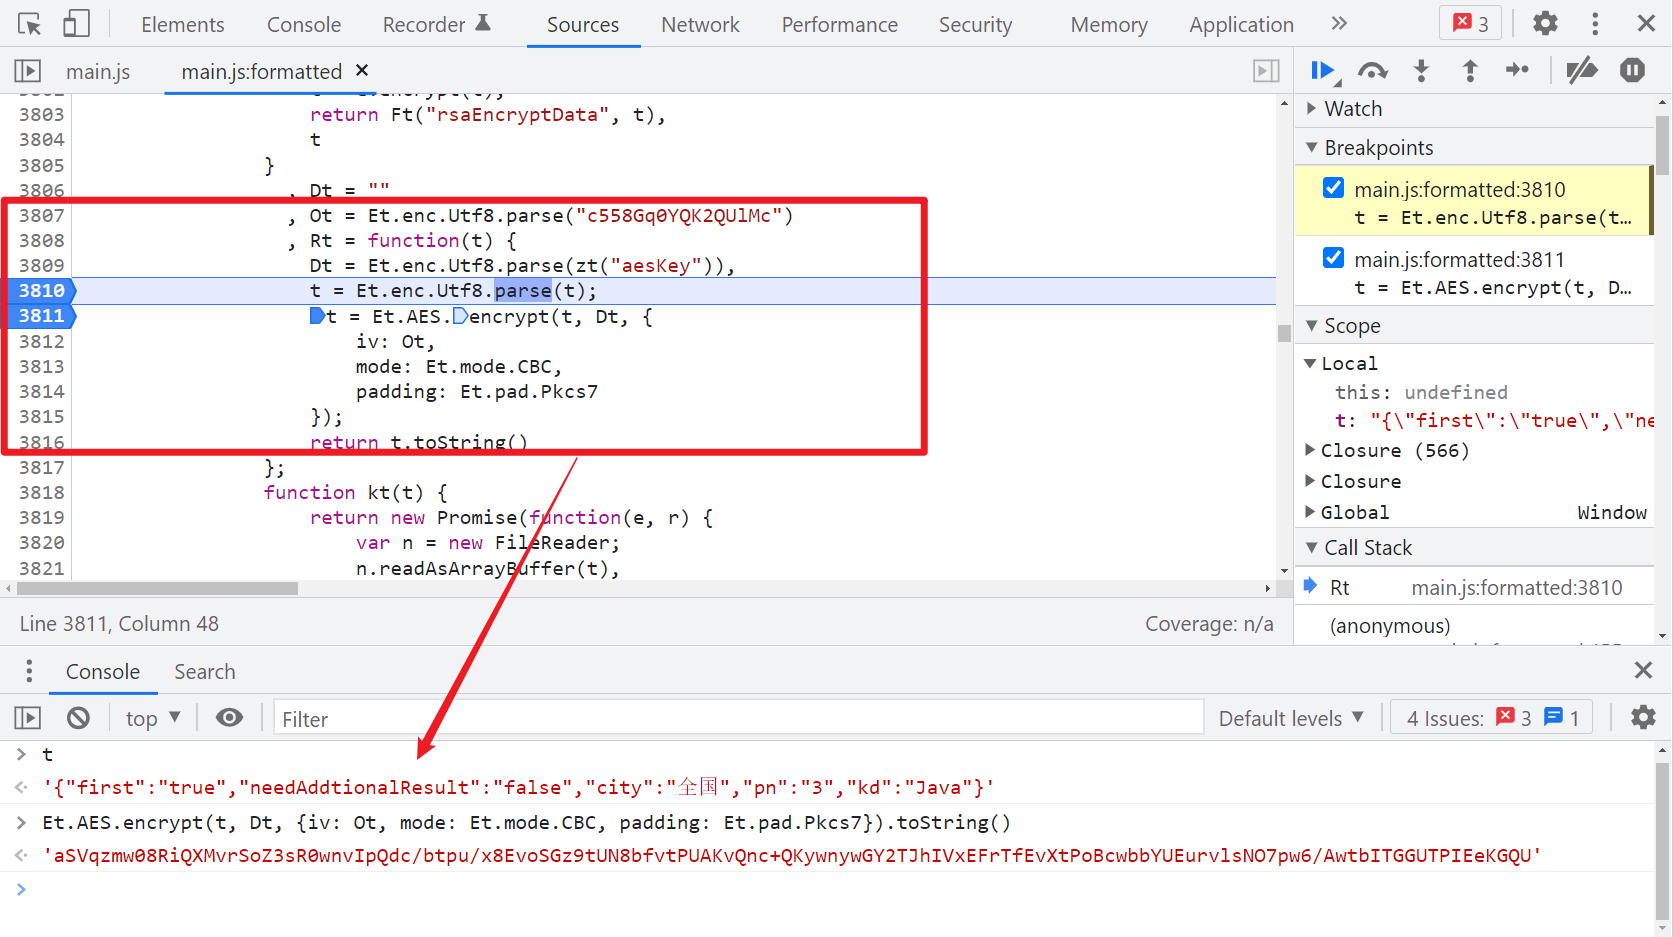 Elements Console Recorder Sources Network Performance Security Memory Application » 3
main.js main.js:formatted ×
3803 return Ft("rsaEncryptData", t),
3804 t
3805 }
3806 , Dt = ""
3807 , Ot = Et.enc.Utf8.parse("c558Gq0YQK2QUlMc")
3808 , Rt = function(t) {
3809 Dt = Et.enc.Utf8.parse(zt("aesKey")),
3810 t = Et.enc.Utf8.parse(t);
3811 t = Et.AES.encrypt(t, Dt, {
3812 iv: Ot,
3813 mode: Et.mode.CBC,
3814 padding: Et.pad.Pkcs7
3815 });
3816 return t.toString()
3817 };
3818 function kt(t) {
3819 return new Promise(function(e, r) {
3820 var n = new FileReader;
3821 n.readAsArrayBuffer(t),
Line 3811, Column 48 Coverage: n/a
Watch
Breakpoints
main.js:formatted:3810
t = Et.enc.Utf8.parse(t…
main.js:formatted:3811
t = Et.AES.encrypt(t, D…
Scope
Local
this: undefined
t: "{\"first\":\"true\",\"ne
Closure (566)
Closure
Global Window
Call Stack
Rt main.js:formatted:3810
(anonymous)
Console Search
top Filter Default levels 4 Issues: 3 1
> t
'{"first":"true","needAddtionalResult":"false","city":"全国","pn":"3","kd":"Java"}'
> Et.AES.encrypt(t, Dt, {iv: Ot, mode: Et.mode.CBC, padding: Et.pad.Pkcs7}).toString()
'aSVqzmw08RiQXMvrSoZ3sR0wnvIpQdc/btpu/x8EvoSGz9tUN8bfvtPUAKvQnc+QKywnywGY2TJhIVxEFrTfEvXtPoBcwbbYUEurvlsNO7pw6/AwtbITGGUTPIEeKGQU'
>